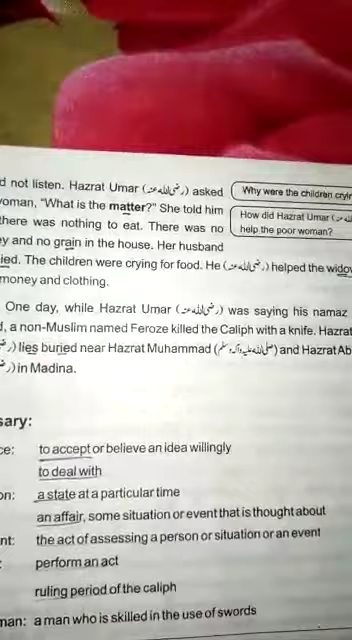 d not listen. Hazrat Umar (رضی اللہ عنہ) asked
oman, "What is the matter?" She told him
there was nothing to eat. There was no
ey and no grain in the house. Her husband
ied. The children were crying for food. He (رضی اللہ عنہ) helped the widow
money and clothing.
Why were the children cryin
How did Hazrat Umar (رضی اللہ
help the poor woman?
One day, while Hazrat Umar (رضی اللہ عنہ) was saying his namaz
d, a non-Muslim named Feroze killed the Caliph with a knife. Hazrat
) lies buried near Hazrat Muhammad (صلی اللہ علیہ وآلہ وسلم) and Hazrat Ab
) in Madina.
sary:
ce: to accept or believe an idea willingly
to deal with
on: a state at a particular time
an affair, some situation or event that is thought about
nt: the act of assessing a person or situation or an event
: perform an act
ruling period of the caliph
man: a man who is skilled in the use of swords